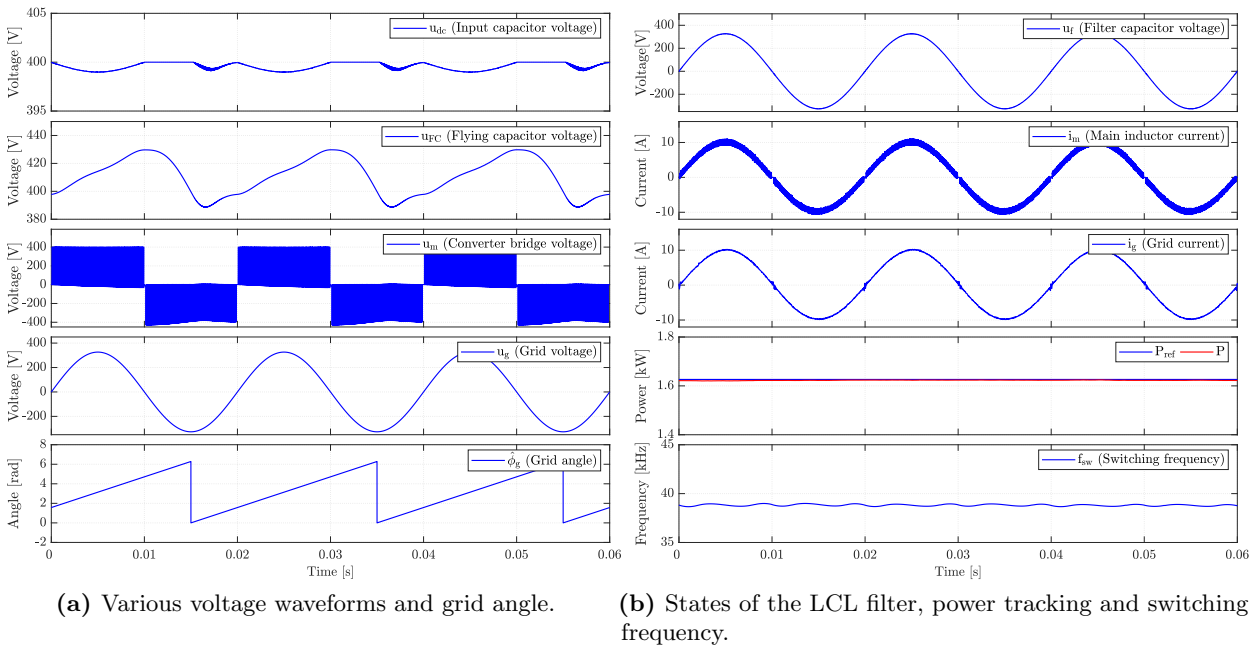 405
400
395
Voltage [V]
u_dc (Input capacitor voltage)
440
420
400
380
Voltage [V]
u_FC (Flying capacitor voltage)
400
200
0
-200
-400
Voltage [V]
u_m (Converter bridge voltage)
400
200
0
-200
Voltage [V]
u_g (Grid voltage)
8
6
4
2
0
-2
Angle [rad]
ϕ̂_g (Grid angle)
0 0.01 0.02 0.03 0.04 0.05 0.06
Time [s]
(a) Various voltage waveforms and grid angle.
400
200
0
-200
Voltage[V]
u_f (Filter capacitor voltage)
10
0
-10
Current [A]
i_m (Main inductor current)
10
0
-10
Current [A]
i_g (Grid current)
1.8
1.6
1.4
Power [kW]
P_ref P
45
40
35
Frequency [kHz]
f_sw (Switching frequency)
0 0.01 0.02 0.03 0.04 0.05 0.06
Time [s]
(b) States of the LCL filter, power tracking and switching
frequency.